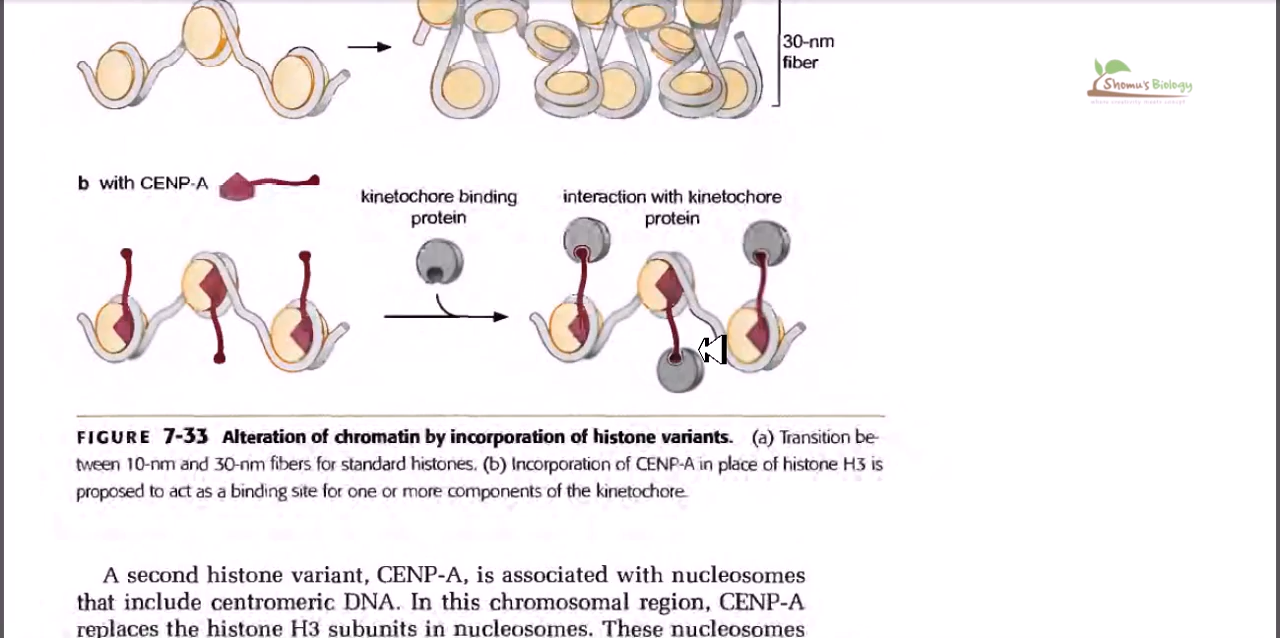 30-nm
fiber
Shomu's Biology
b with CENP-A
kinetochore binding
protein
interaction with kinetochore
protein
FIGURE 7-33 Alteration of chromatin by incorporation of histone variants. (a) Transition be-
tween 10-nm and 30-nm fibers for standard histones. (b) Incorporation of CENP-A in place of histone H3 is
proposed to act as a binding site for one or more components of the kinetochore.
A second histone variant, CENP-A, is associated with nucleosomes
that include centromeric DNA. In this chromosomal region, CENP-A
replaces the histone H3 subunits in nucleosomes. These nucleosomes